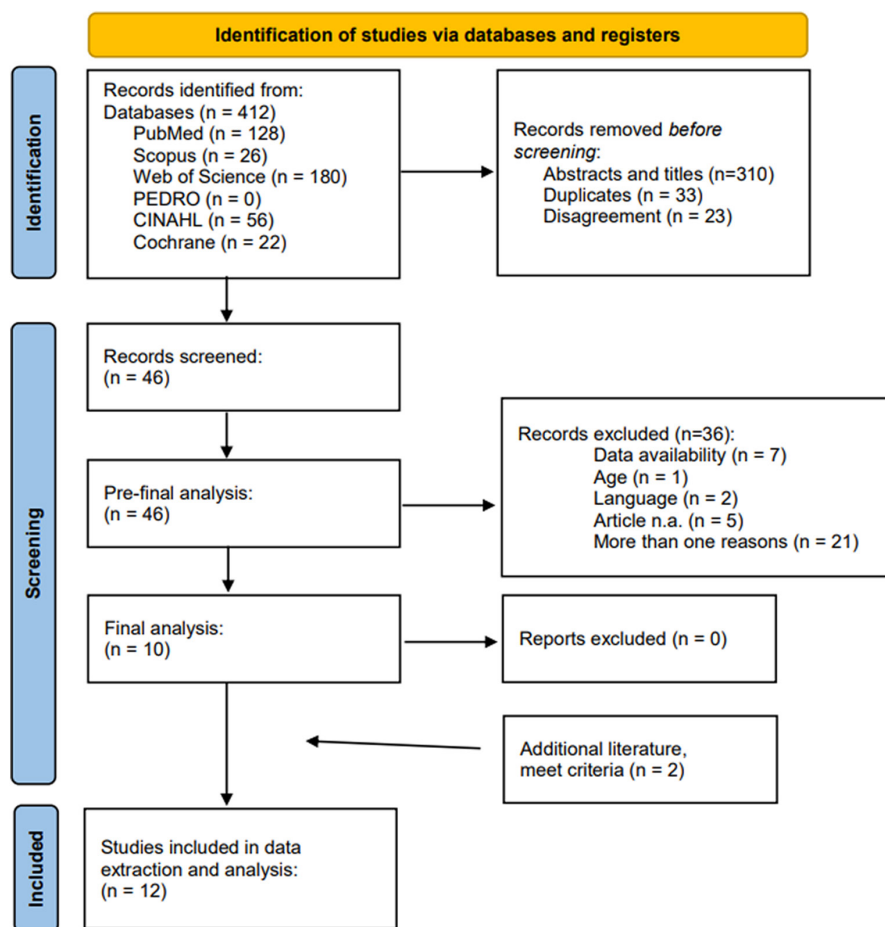 Identification of studies via databases and registers
Identification
Records identified from:
Databases (n = 412)
PubMed (n = 128)
Scopus (n = 26)
Web of Science (n = 180)
PEDRO (n = 0)
CINAHL (n = 56)
Cochrane (n = 22)
Records removed before
screening:
Abstracts and titles (n=310)
Duplicates (n = 33)
Disagreement (n = 23)
Screening
Records screened:
(n = 46)
Pre-final analysis:
(n = 46)
Records excluded (n=36):
Data availability (n = 7)
Age (n = 1)
Language (n = 2)
Article n.a. (n = 5)
More than one reasons (n = 21)
Final analysis:
(n = 10)
Reports excluded (n = 0)
Additional literature,
meet criteria (n = 2)
Included
Studies included in data
extraction and analysis:
(n = 12)